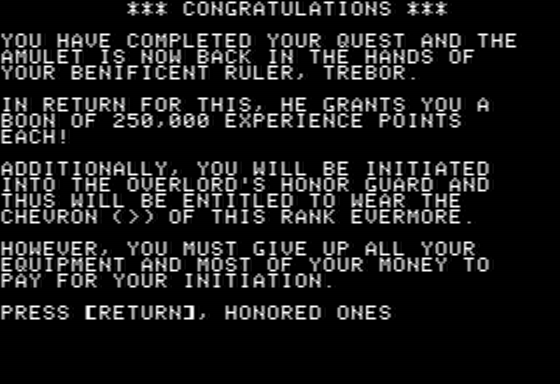 *** CONGRATULATIONS ***
YOU HAVE COMPLETED YOUR QUEST AND THE
AMULET IS NOW BACK IN THE HANDS OF
YOUR BENIFICENT RULER, TREBOR.
IN RETURN FOR THIS, HE GRANTS YOU A
BOON OF 250,000 EXPERIENCE POINTS
EACH!
ADDITIONALLY, YOU WILL BE INITIATED
INTO THE OVERLORD'S HONOR GUARD AND
THUS WILL BE ENTITLED TO WEAR THE
CHEVRON (>) OF THIS RANK EVERMORE.
HOWEVER, YOU MUST GIVE UP ALL YOUR
EQUIPMENT AND MOST OF YOUR MONEY TO
PAY FOR YOUR INITIATION.
PRESS [RETURN], HONORED ONES